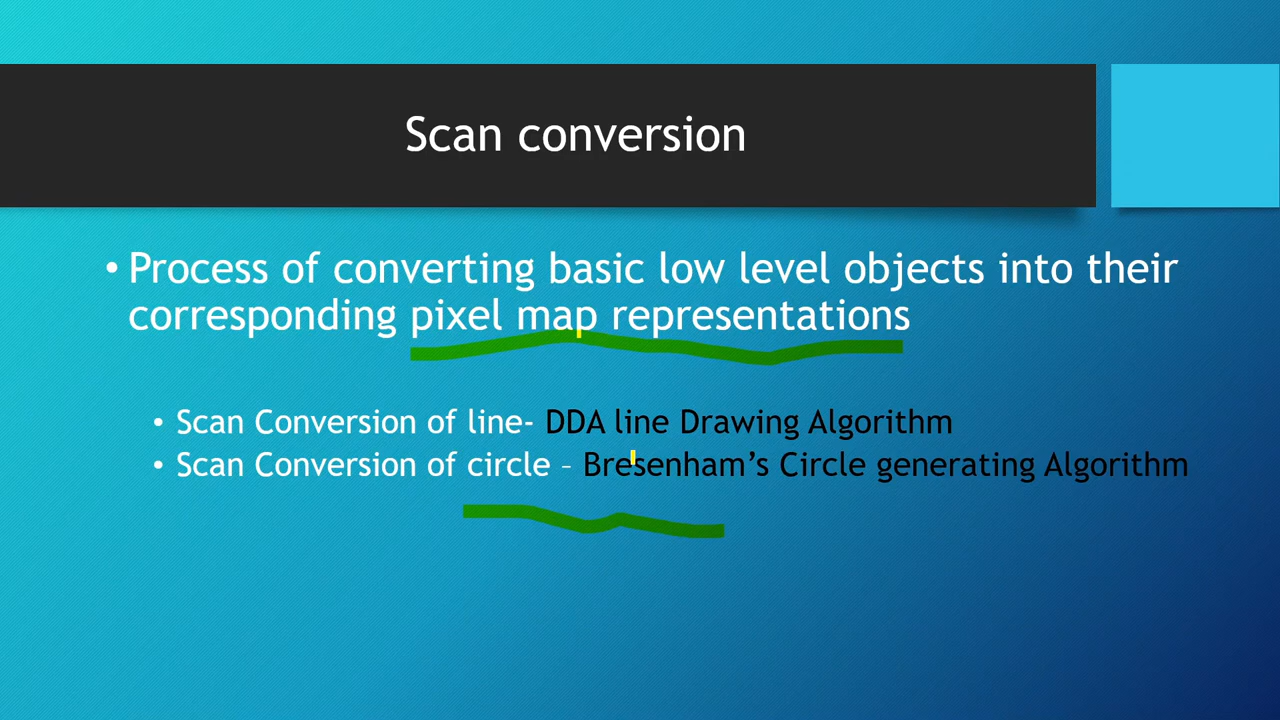 Scan conversion
• Process of converting basic low level objects into their
corresponding pixel map representations
• Scan Conversion of line- DDA line Drawing Algorithm
• Scan Conversion of circle – Bresenham’s Circle generating Algorithm